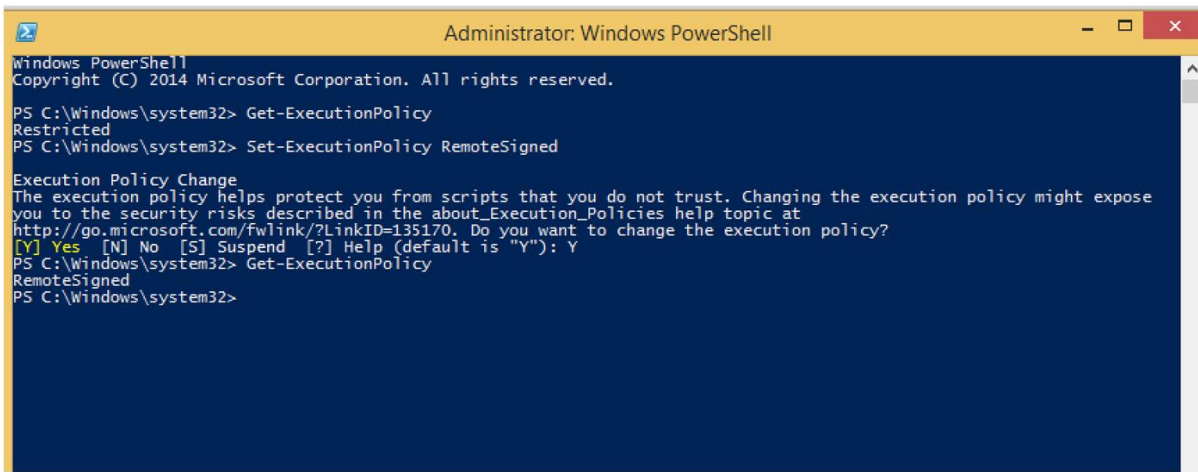 Administrator: Windows PowerShell
Windows PowerShell
Copyright (C) 2014 Microsoft Corporation. All rights reserved.
PS C:\Windows\system32> Get-ExecutionPolicy
Restricted
PS C:\Windows\system32> Set-ExecutionPolicy RemoteSigned
Execution Policy Change
The execution policy helps protect you from scripts that you do not trust. Changing the execution policy might expose
you to the security risks described in the about_Execution_Policies help topic at
http://go.microsoft.com/fwlink/?LinkID=135170. Do you want to change the execution policy?
[Y] Yes  [N] No  [S] Suspend  [?] Help (default is "Y"): Y
PS C:\Windows\system32> Get-ExecutionPolicy
RemoteSigned
PS C:\Windows\system32>